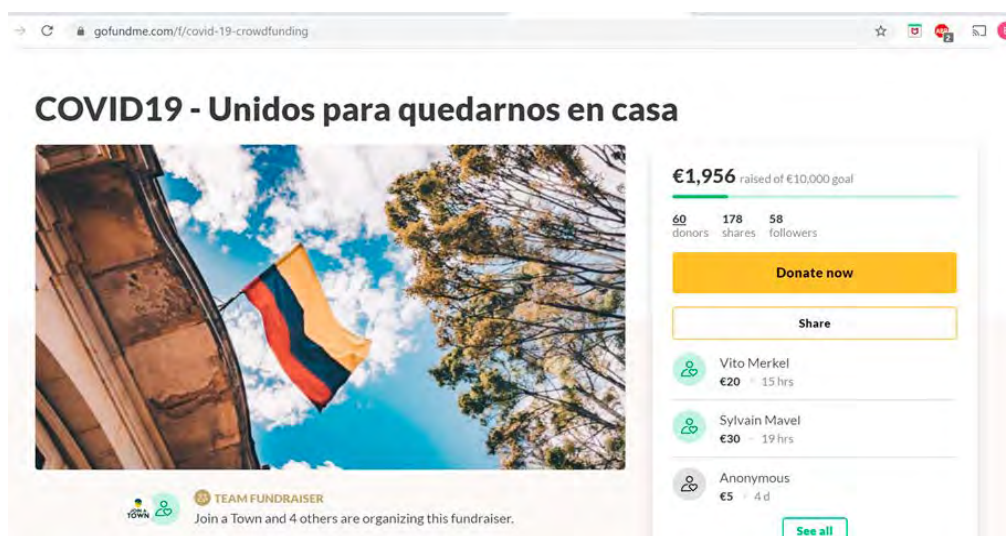 gofundme.com/f/covid-19-crowdfunding
2
COVID19 - Unidos para quedarnos en casa
€1,956 raised of €10,000 goal
60 178 58
donors shares followers
Donate now
Share
Vito Merkel
€20 15 hrs
Sylvain Mavel
€30 19 hrs
Anonymous
€5 4 d
See all
TEAM FUNDRAISER
TOWN
Join a Town and 4 others are organizing this fundraiser.